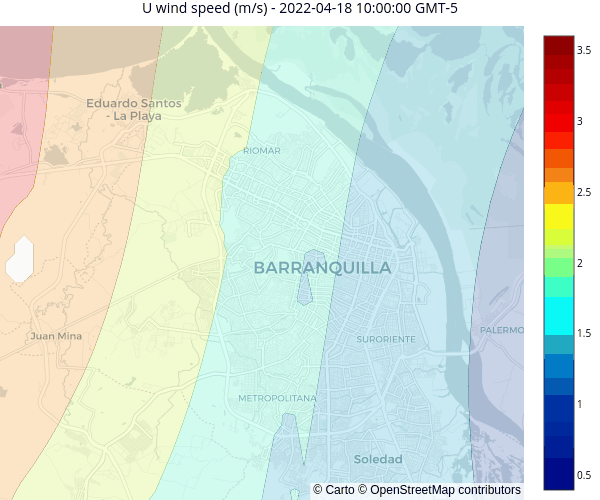 U wind speed (m/s) - 2022-04-18 10:00:00 GMT-5
3.5
Eduardo Santos
- La Playa
3
RIOMAR
2.5
BARRANQUILLA
2
Juan Mina
SURORIENTE
PALERMO
1.5
METROPOLITANA
1
Soledad
0.5
© Carto © OpenStreetMap contributors